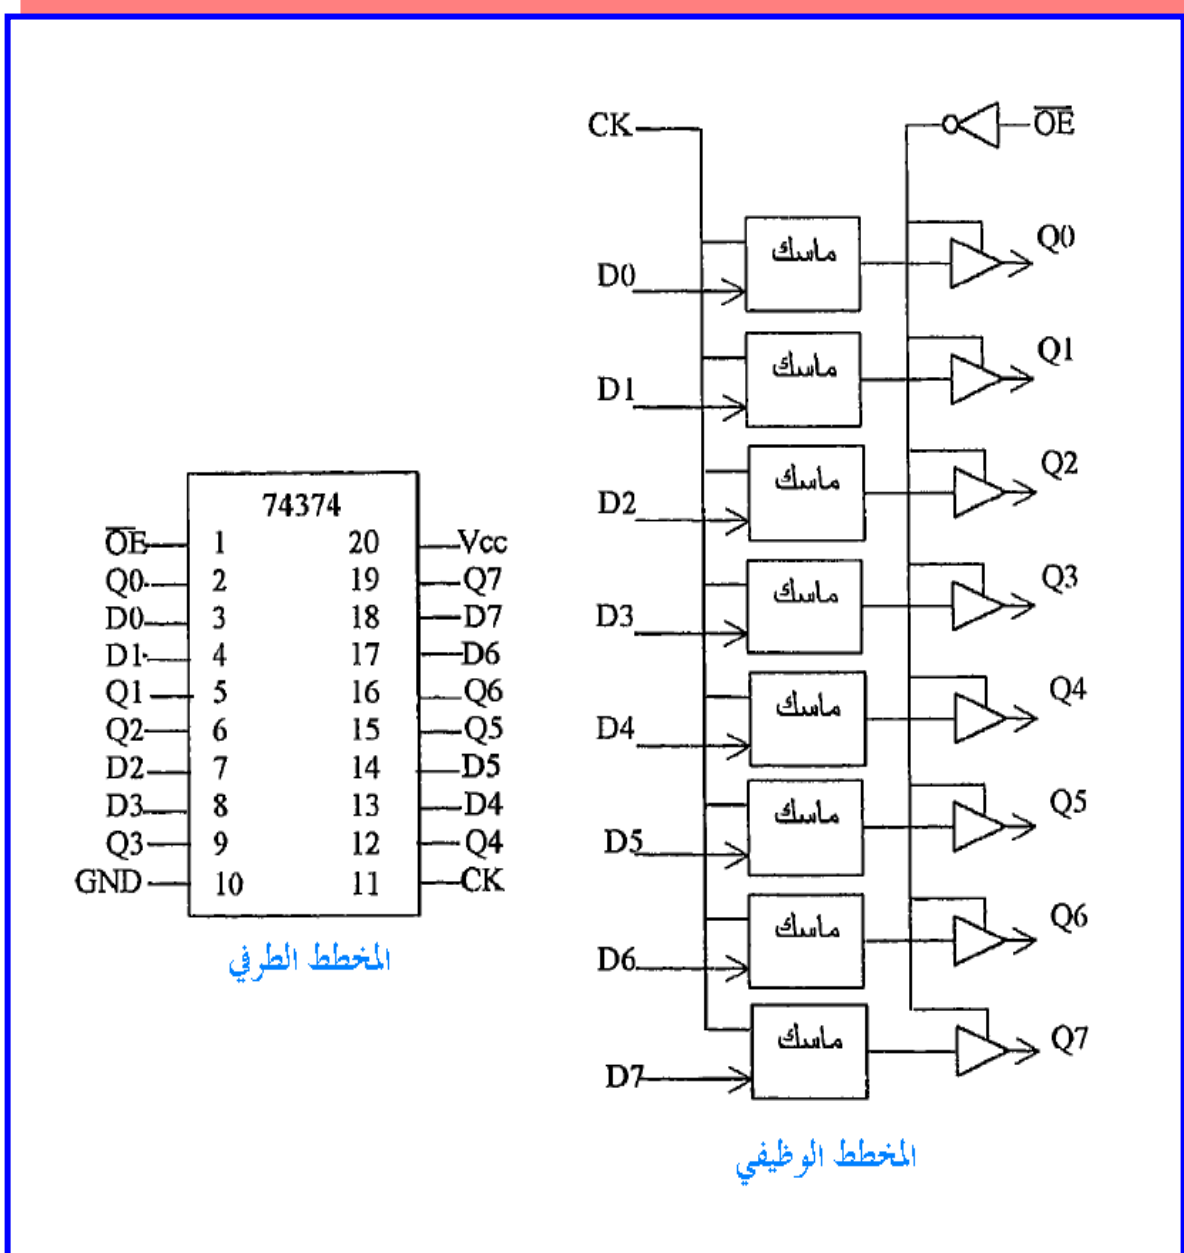 CK
O̅E̅
ماسك
Q0
D0
ماسك
Q1
D1
ماسك
Q2
D2
ماسك
Q3
D3
ماسك
Q4
D4
ماسك
Q5
D5
ماسك
Q6
D6
ماسك
Q7
D7
المخطط الوظيفي
74374
O̅E̅ 1 20 Vcc
Q0 2 19 Q7
D0 3 18 D7
D1 4 17 D6
Q1 5 16 Q6
Q2 6 15 Q5
D2 7 14 D5
D3 8 13 D4
Q3 9 12 Q4
GND 10 11 CK
المخطط الطرفي